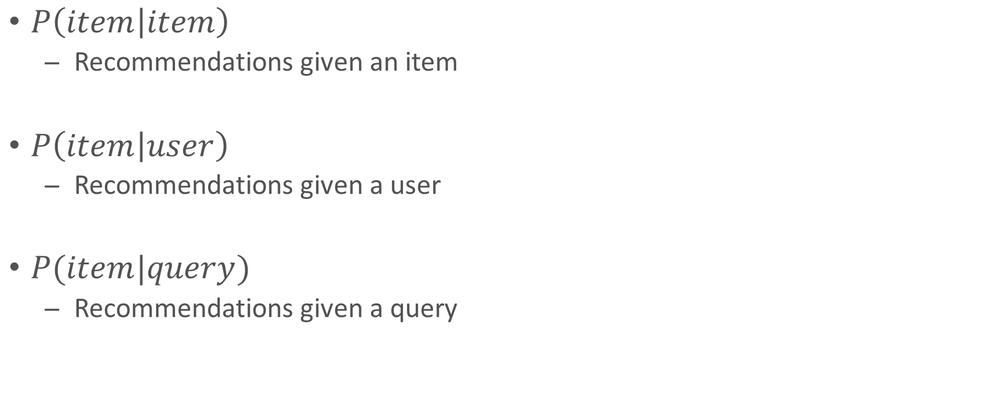 • P(item|item)
– Recommendations given an item
• P(item|user)
– Recommendations given a user
• P(item|query)
– Recommendations given a query